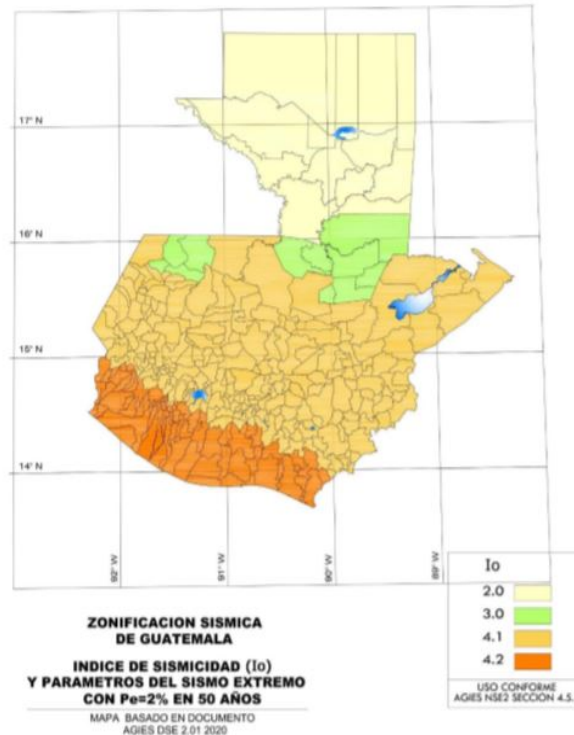 17° N
16° N
15° N
14° N
92° W
91° W
90° W
89° W
Io
2.0
3.0
4.1
4.2
USO CONFORME
AGIES NSE2 SECCION 4.5.
ZONIFICACION SISMICA
DE GUATEMALA
INDICE DE SISMICIDAD (Io)
Y PARAMETROS DEL SISMO EXTREMO
CON Pe=2% EN 50 AÑOS
MAPA BASADO EN DOCUMENTO
AGIES DSE 2.01 2020